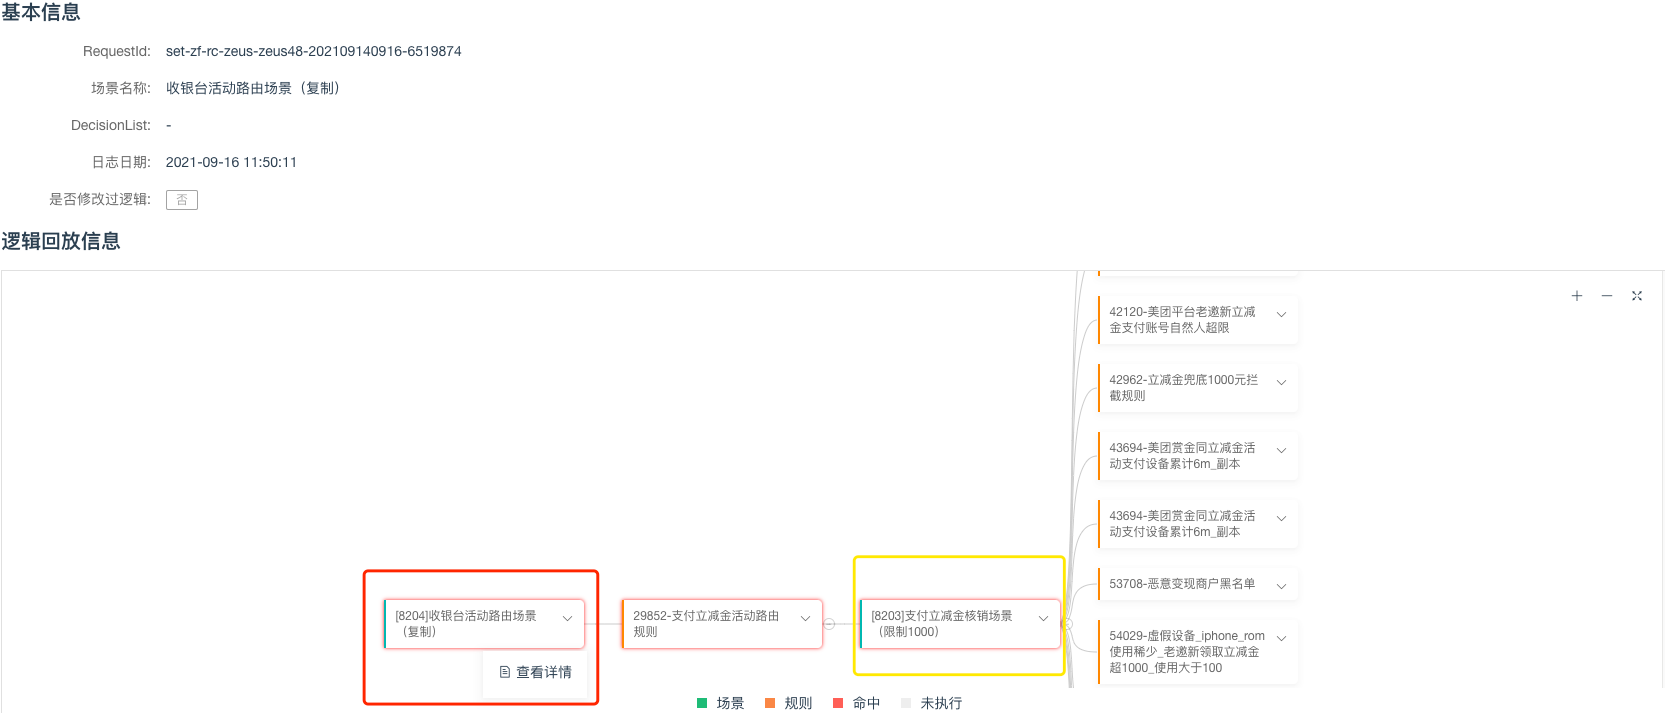 基本信息
RequestId: set-zf-rc-zeus-zeus48-202109140916-6519874
场景名称: 收银台活动路由场景（复制）
DecisionList: -
日志日期: 2021-09-16 11:50:11
是否修改过逻辑: 否
逻辑回放信息
42120-美团平台老邀新立减
金支付账号自然人超限
42962-立减金兜底1000元拦
截规则
43694-美团赏金同立减金活
动支付设备累计6m_副本
43694-美团赏金同立减金活
动支付设备累计6m_副本
53708-恶意变现商户黑名单
[8204]收银台活动路由场景
（复制）
查看详情
29852-支付立减金活动路由
规则
[8203]支付立减金核销场景
（限制1000）
54029-虚假设备_iphone_rom
使用稀少_老邀新领取立减金
超1000_使用大于100
场景 规则 命中 未执行